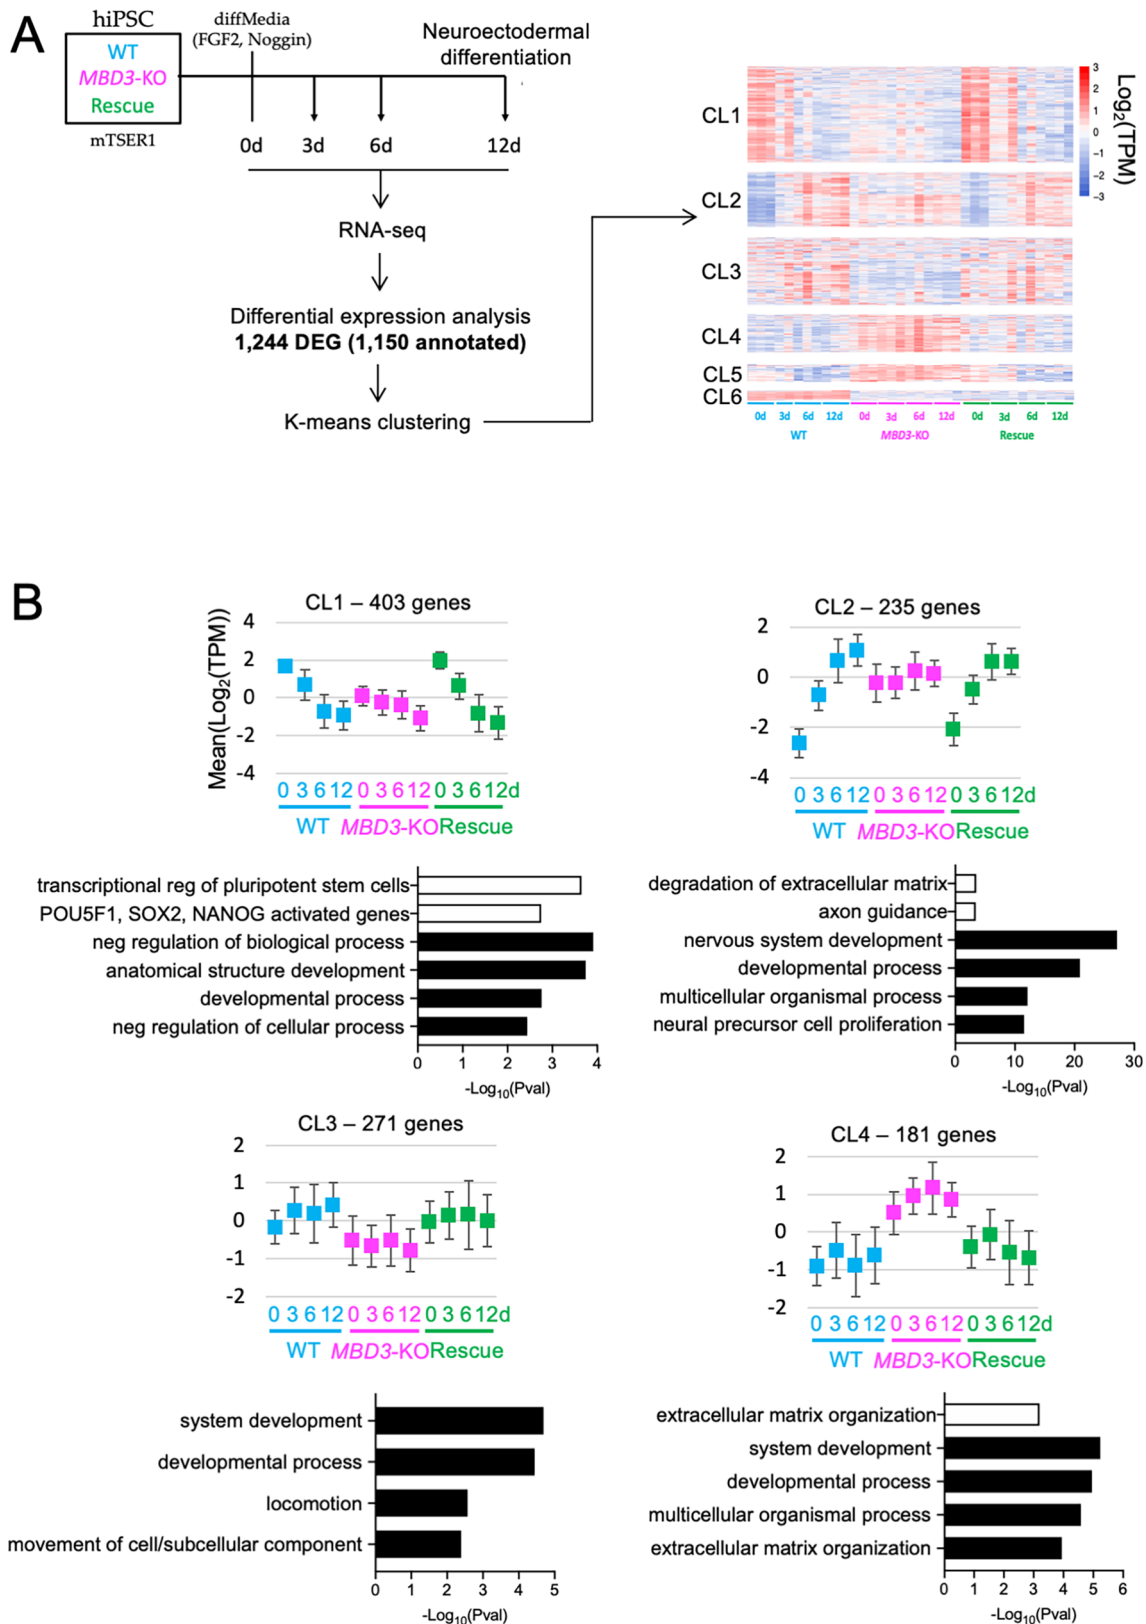 A
hiPSC
WT
MBD3-KO
Rescue
mTSER1
diffMedia
(FGF2, Noggin)
Neuroectodermal
differentiation
0d 3d 6d 12d
RNA-seq
Differential expression analysis
1,244 DEG (1,150 annotated)
K-means clustering
CL1
CL2
CL3
CL4
CL5
CL6
3
2
1
0
−1
−2
−3
Log2(TPM)
0d 3d 6d 12d 0d 3d 6d 12d 0d 3d 6d 12d
WT MBD3-KO Rescue
B
CL1 – 403 genes
Mean(Log2(TPM))
4
2
0
-2
-4
0 3 6 12 0 3 6 12 0 3 6 12d
WT MBD3-KO Rescue
transcriptional reg of pluripotent stem cells
POU5F1, SOX2, NANOG activated genes
neg regulation of biological process
anatomical structure development
developmental process
neg regulation of cellular process
0 1 2 3 4
-Log10(Pval)
CL2 – 235 genes
2
0
-2
-4
0 3 6 12 0 3 6 12 0 3 6 12d
WT MBD3-KO Rescue
degradation of extracellular matrix
axon guidance
nervous system development
developmental process
multicellular organismal process
neural precursor cell proliferation
0 10 20 30
-Log10(Pval)
CL3 – 271 genes
2
1
0
-1
-2
0 3 6 12 0 3 6 12 0 3 6 12d
WT MBD3-KO Rescue
system development
developmental process
locomotion
movement of cell/subcellular component
0 1 2 3 4 5
-Log10(Pval)
CL4 – 181 genes
2
1
0
-1
-2
0 3 6 12 0 3 6 12 0 3 6 12d
WT MBD3-KO Rescue
extracellular matrix organization
system development
developmental process
multicellular organismal process
extracellular matrix organization
0 1 2 3 4 5 6
-Log10(Pval)